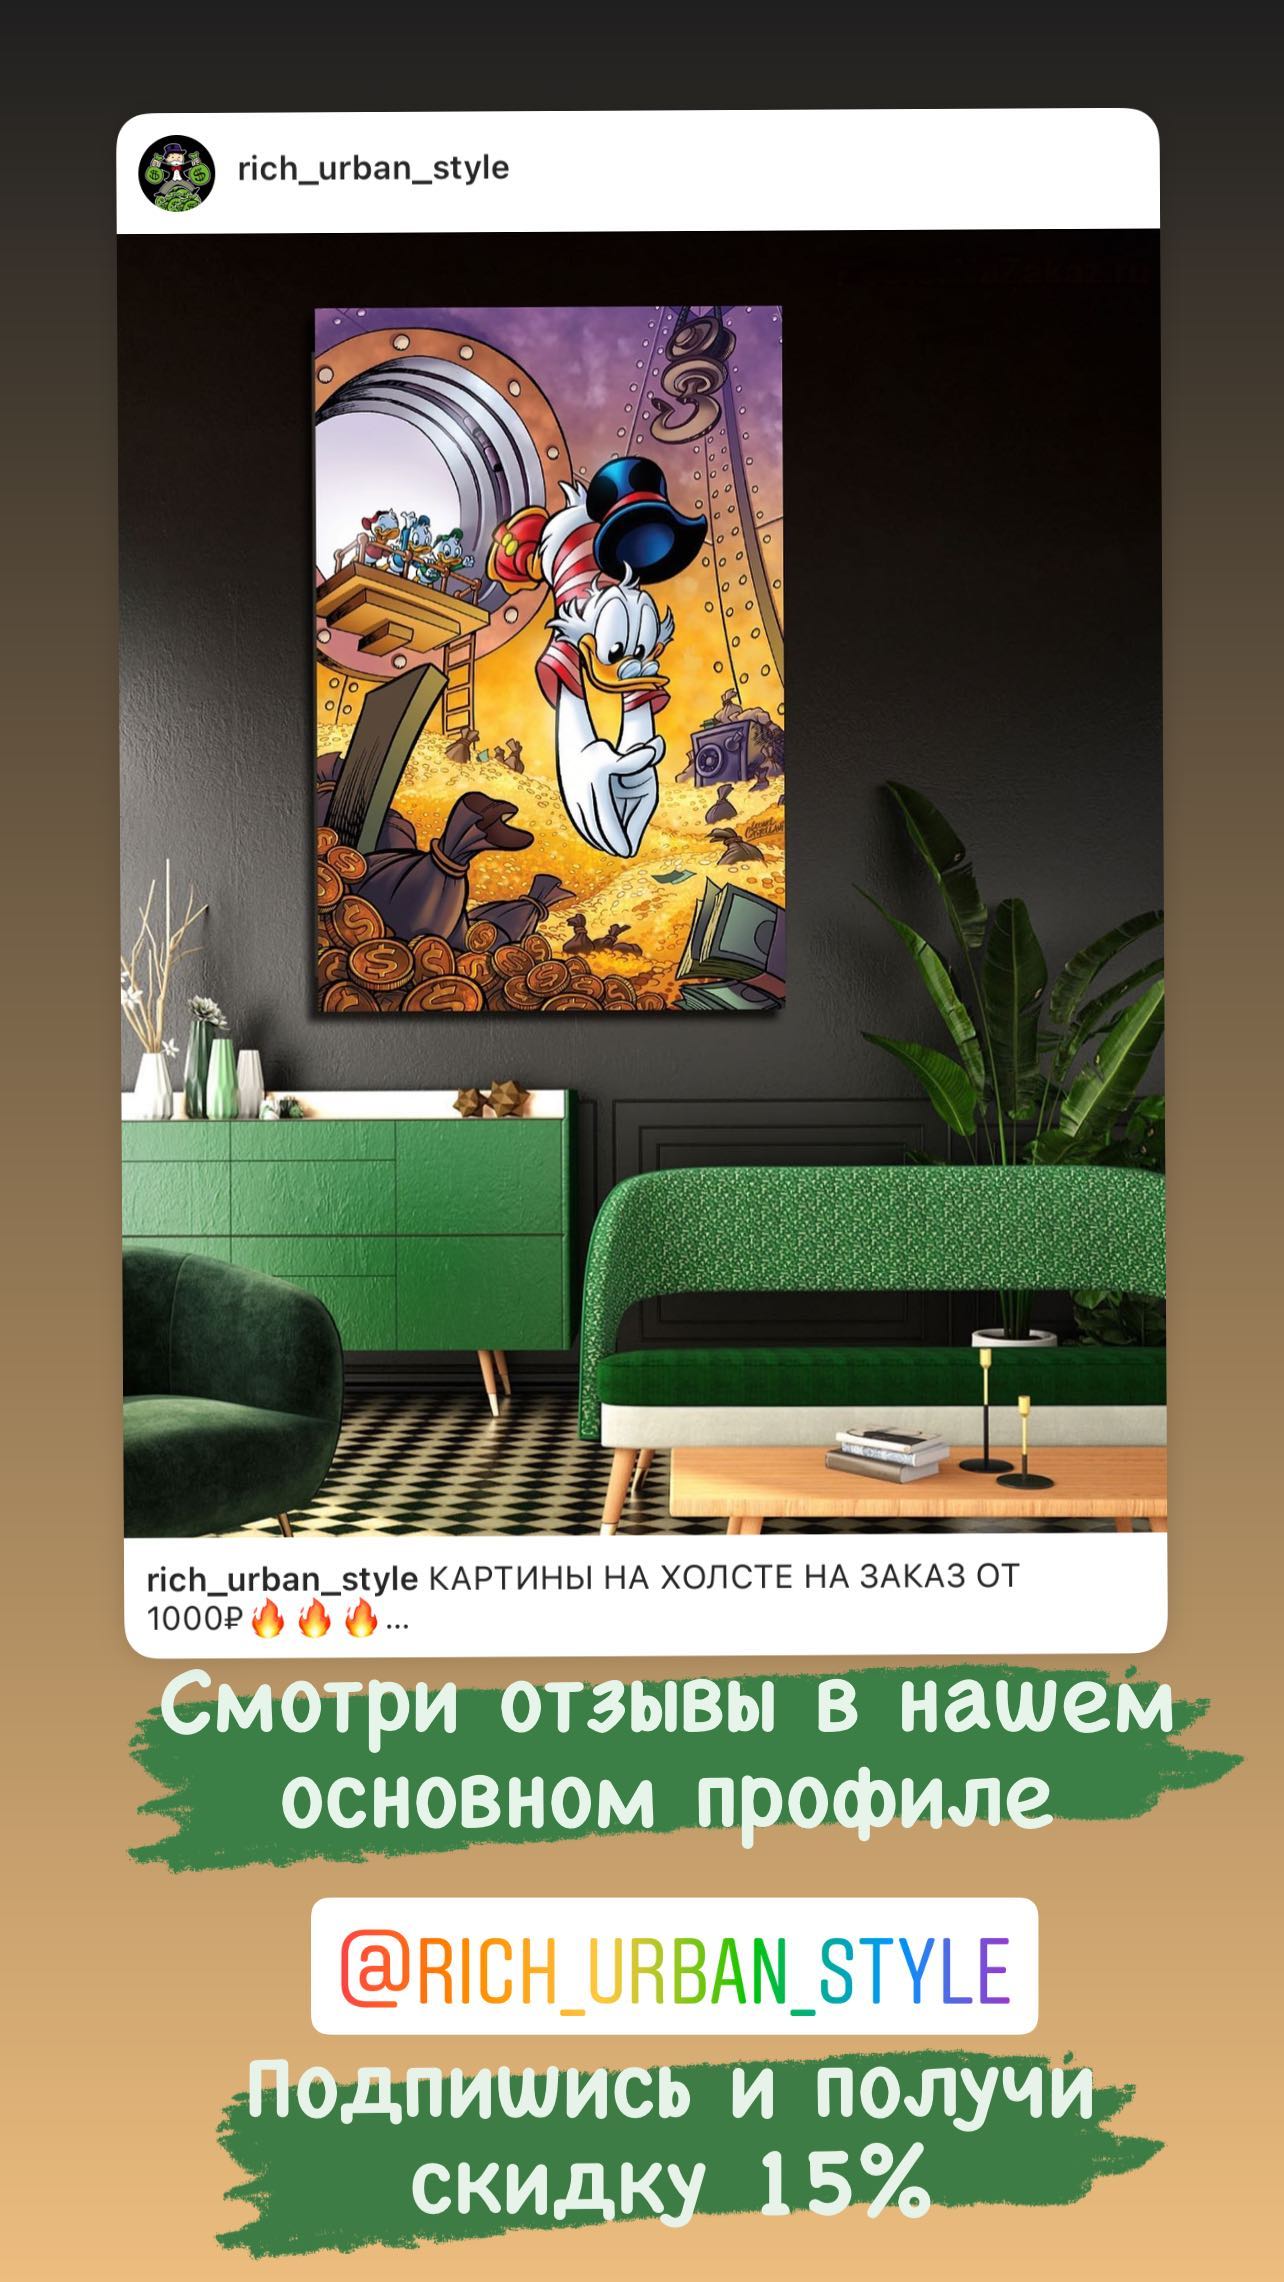 rich_urban_style
rich_urban_style КАРТИНЫ НА ХОЛСТЕ НА ЗАКАЗ ОТ
1000₽🔥🔥🔥...
Смотри отзывы в нашем
основном профиле
@RICH_URBAN_STYLE
Подпишись и получи
скидку 15%